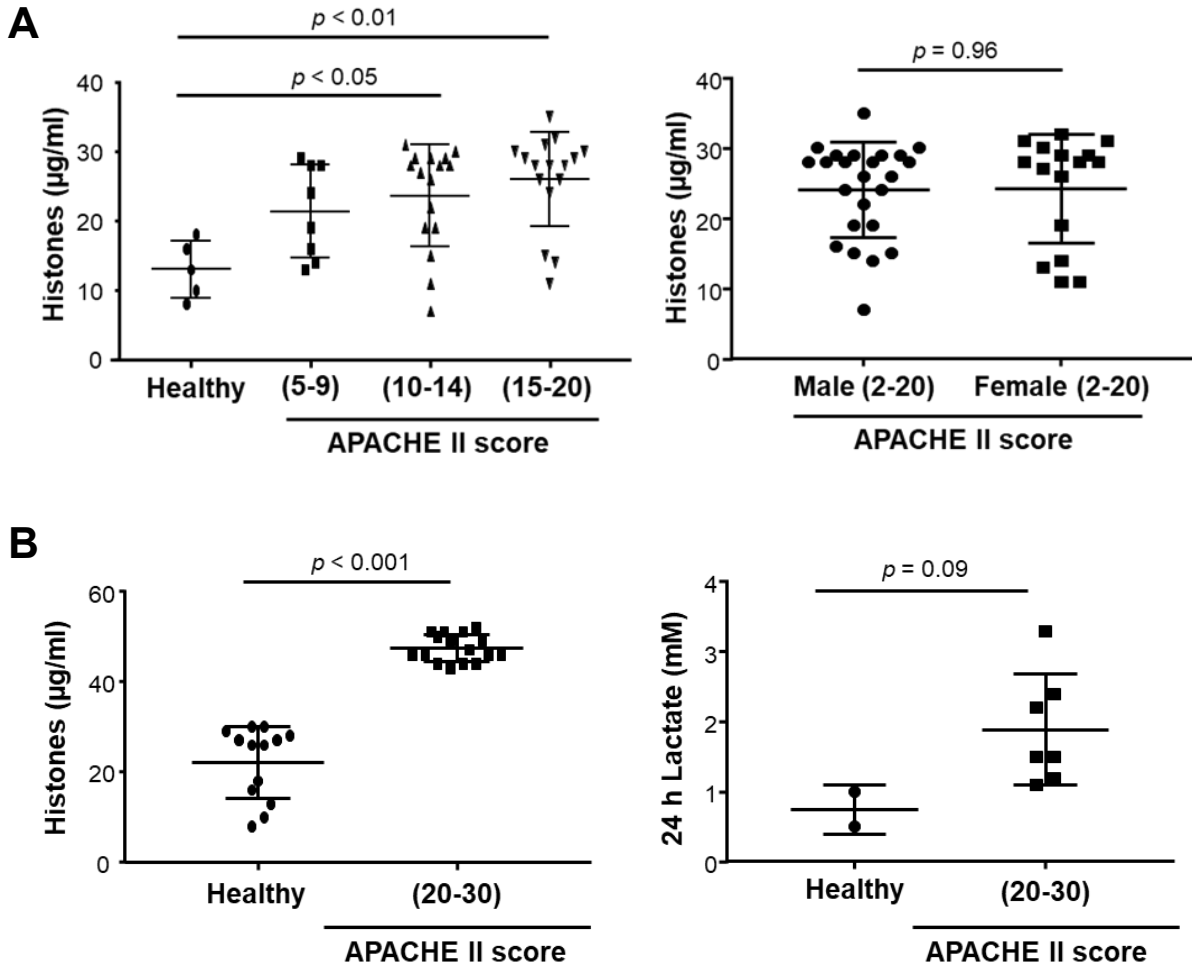 A
p < 0.01
p < 0.05
Histones (µg/ml)
40
30
20
10
0
Healthy
(5-9)
(10-14)
(15-20)
APACHE II score
p = 0.96
Histones (µg/ml)
40
30
20
10
0
Male (2-20)
Female (2-20)
APACHE II score
B
p < 0.001
Histones (µg/ml)
60
40
20
0
Healthy
(20-30)
APACHE II score
p = 0.09
24 h Lactate (mM)
4
3
2
1
0
Healthy
(20-30)
APACHE II score